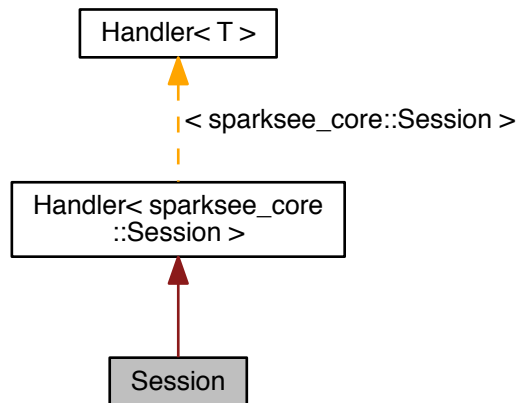 Handler< T >
< sparksee_core::Session >
Handler< sparksee_core
::Session >
Session